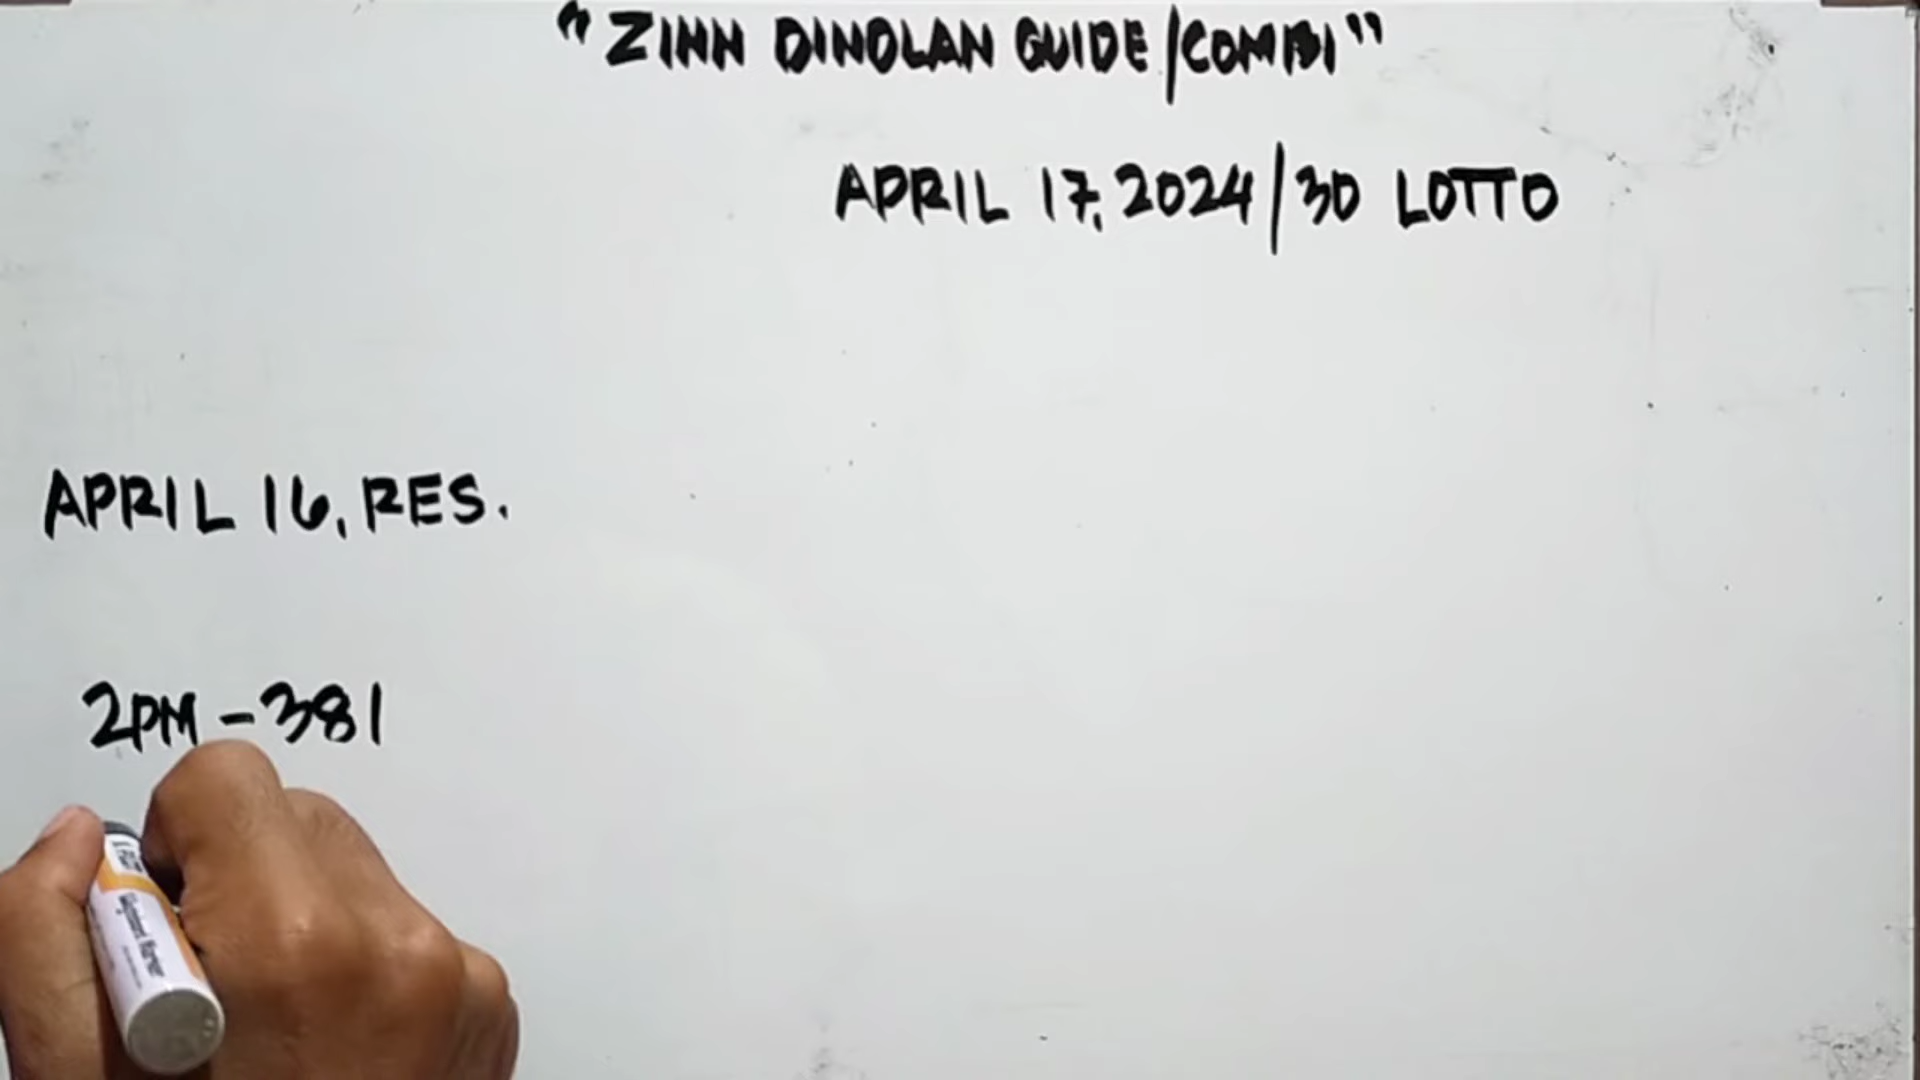 "ZINN DINOLAN GUIDE/COMBI"
APRIL 17, 2024/3D LOTTO
APRIL 16, RES.
2PM - 381